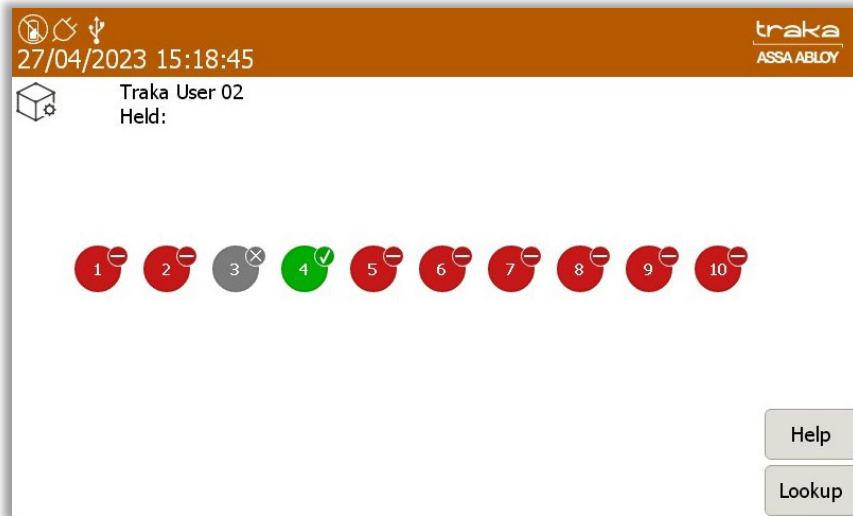 traka
27/04/2023 15:18:45
ASSA ABLOY
Traka User 02
Held:
1 2 3 4 5 6 7 8 9 10
Help
Lookup